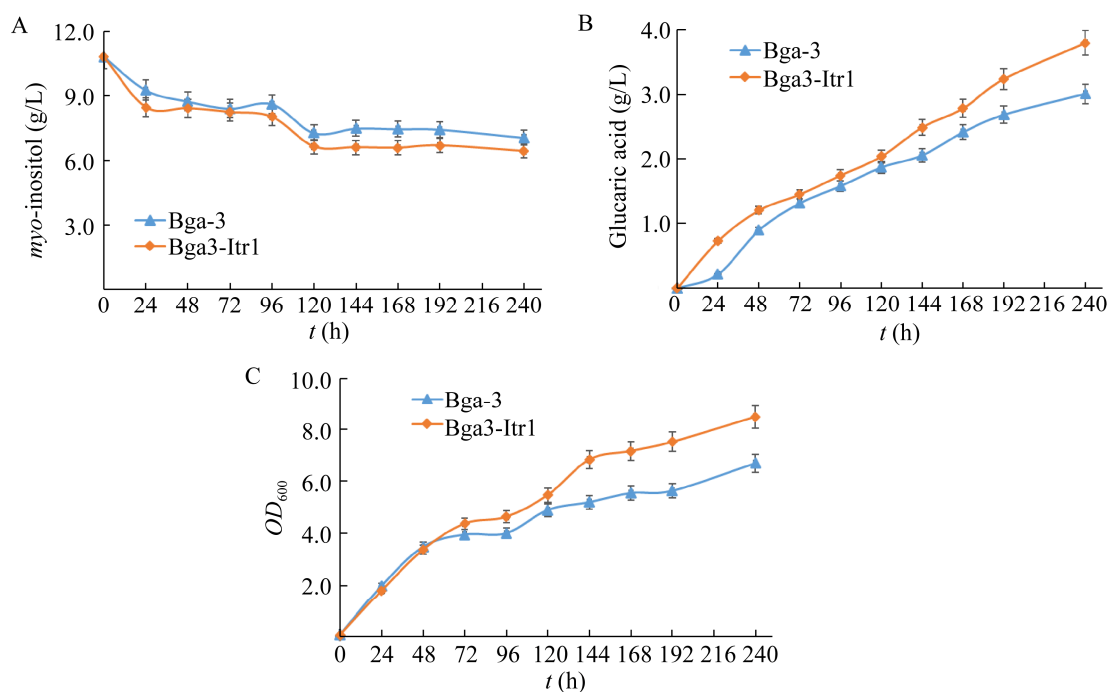 A
12.0
9.0
6.0
3.0
myo-inositol (g/L)
Bga-3
Bga3-Itr1
0 24 48 72 96 120 144 168 192 216 240
t (h)
B
4.0
3.0
2.0
1.0
Glucaric acid (g/L)
Bga-3
Bga3-Itr1
0 24 48 72 96 120 144 168 192 216 240
t (h)
C
10.0
8.0
6.0
4.0
2.0
OD600
Bga-3
Bga3-Itr1
0 24 48 72 96 120 144 168 192 216 240
t (h)